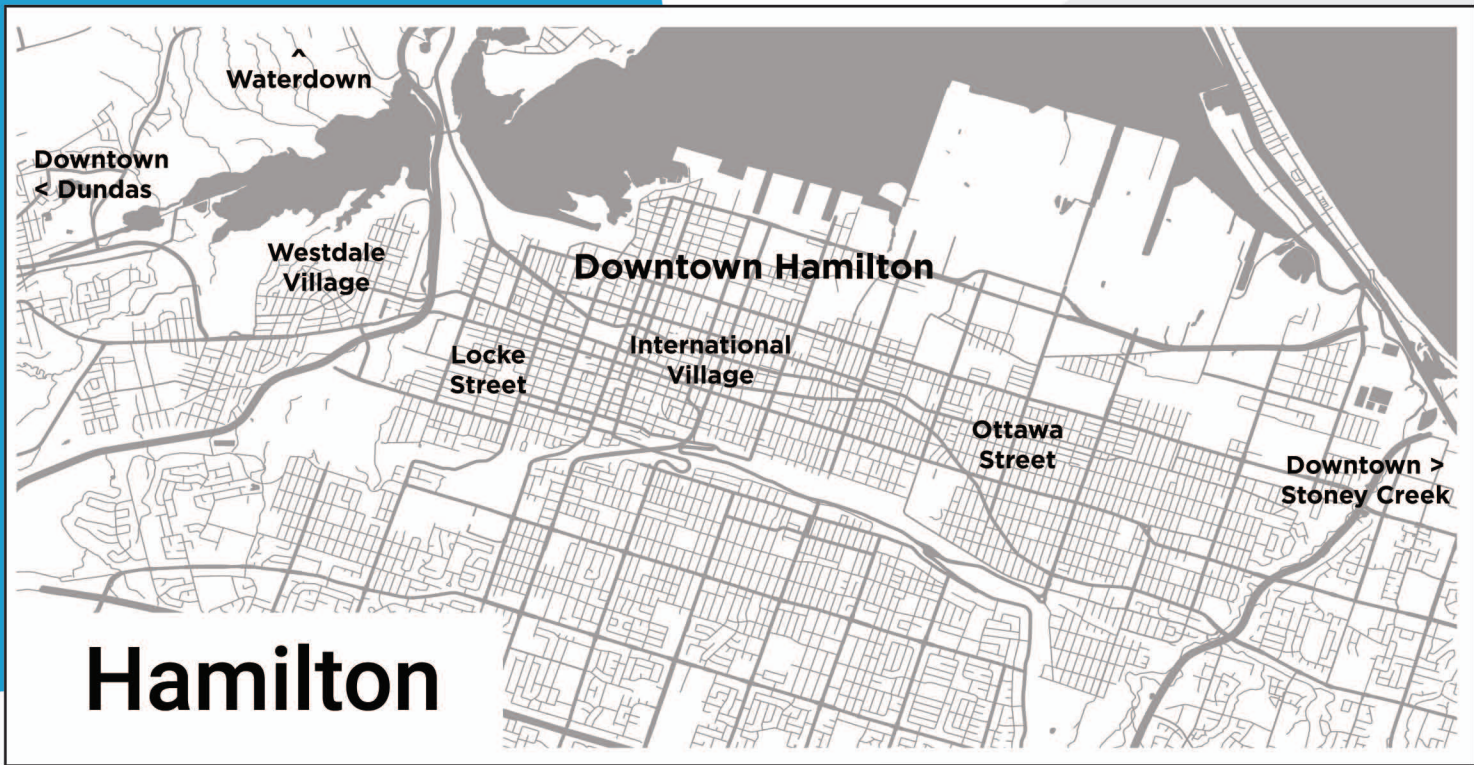 ^
Waterdown
Downtown
< Dundas
Westdale
Village
Downtown Hamilton
Locke
Street
International
Village
Ottawa
Street
Downtown >
Stoney Creek
Hamilton